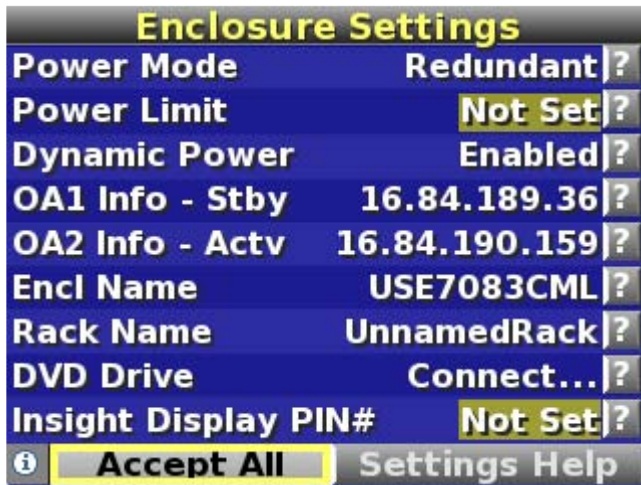 Enclosure Settings
Power Mode Redundant ?
Power Limit Not Set ?
Dynamic Power Enabled ?
OA1 Info - Stby 16.84.189.36 ?
OA2 Info - Actv 16.84.190.159 ?
Encl Name USE7083CML ?
Rack Name UnnamedRack ?
DVD Drive Connect... ?
Insight Display PIN# Not Set ?
i Accept All Settings Help